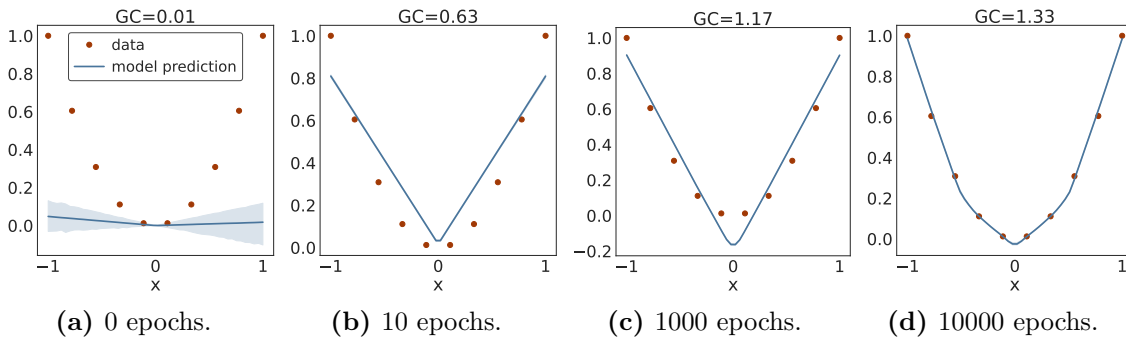 GC=0.01
1.0
0.8
0.6
0.4
0.2
0.0
data
model prediction
−1
0
1
x
(a) 0 epochs.
GC=0.63
1.0
0.8
0.6
0.4
0.2
0.0
−1
0
1
x
(b) 10 epochs.
GC=1.17
1.0
0.8
0.6
0.4
0.2
0.0
−0.2
−1
0
1
x
(c) 1000 epochs.
GC=1.33
1.0
0.8
0.6
0.4
0.2
0.0
−1
0
1
x
(d) 10000 epochs.